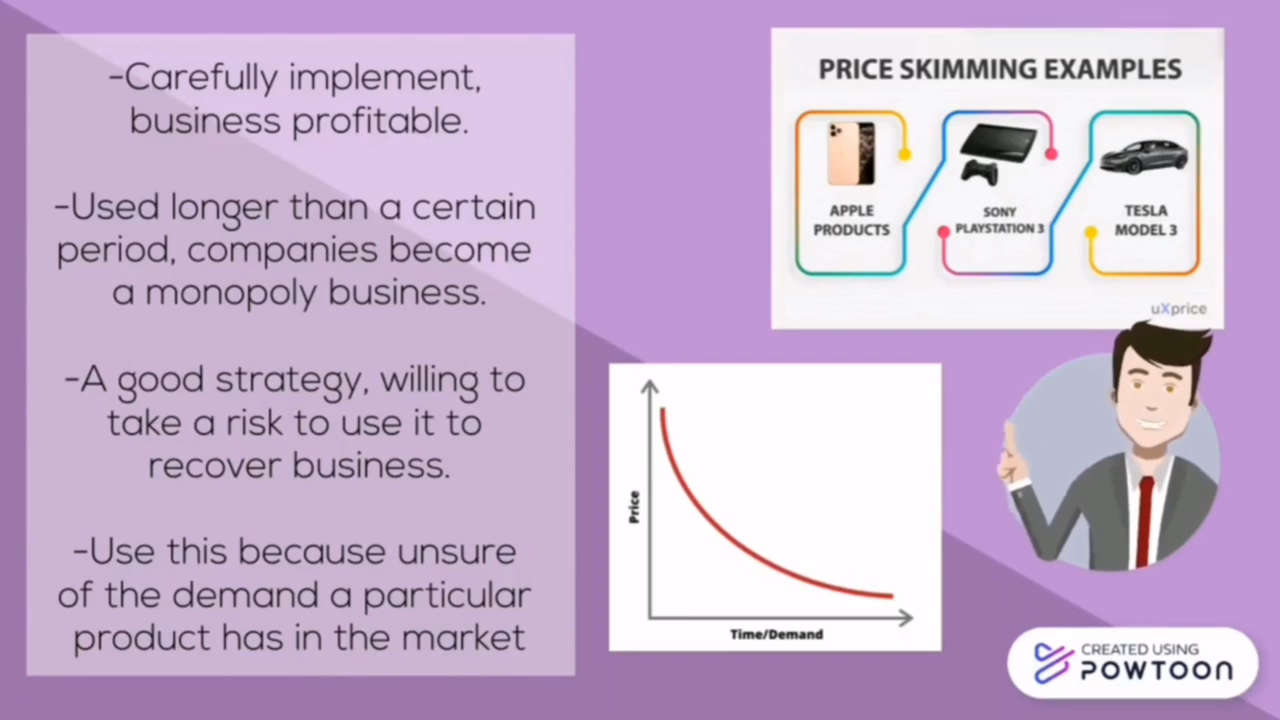 -Carefully implement,
business profitable.
-Used longer than a certain
period, companies become
a monopoly business.
-A good strategy, willing to
take a risk to use it to
recover business.
-Use this because unsure
of the demand a particular
product has in the market
PRICE SKIMMING EXAMPLES
APPLE
PRODUCTS
SONY
PLAYSTATION 3
TESLA
MODEL 3
uXprice
Price
Time/Demand
CREATED USING
POWTOON